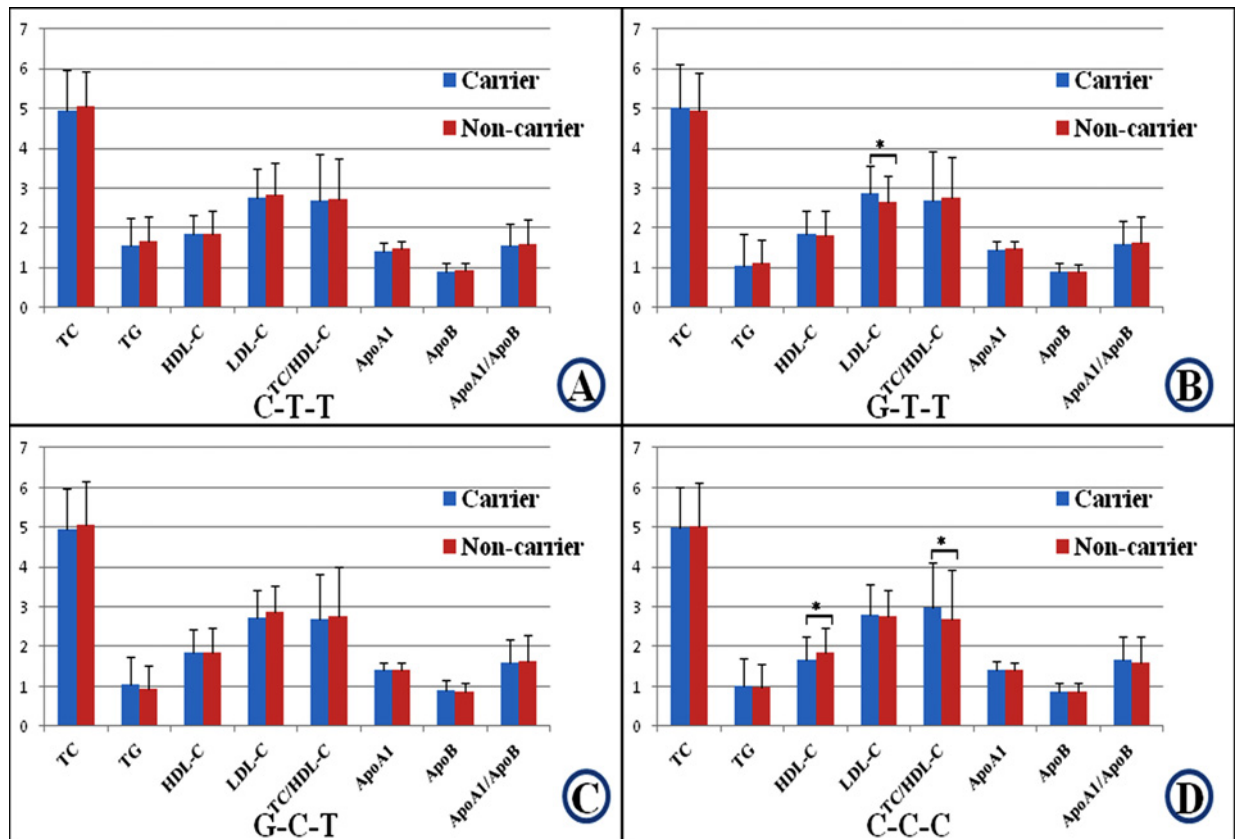 7
6
5
4
3
2
1
0
Carrier
Non-carrier
TC
TG
HDL-C
LDL-C
TC/HDL-C
ApoA1
ApoB
ApoA1/ApoB
C-T-T
A
7
6
5
4
3
2
1
0
Carrier
Non-carrier
*
TC
TG
HDL-C
LDL-C
TC/HDL-C
ApoA1
ApoB
ApoA1/ApoB
G-T-T
B
7
6
5
4
3
2
1
0
Carrier
Non-carrier
TC
TG
HDL-C
LDL-C
TC/HDL-C
ApoA1
ApoB
ApoA1/ApoB
G-C-T
C
7
6
5
4
3
2
1
0
Carrier
Non-carrier
*
*
TC
TG
HDL-C
LDL-C
TC/HDL-C
ApoA1
ApoB
ApoA1/ApoB
C-C-C
D